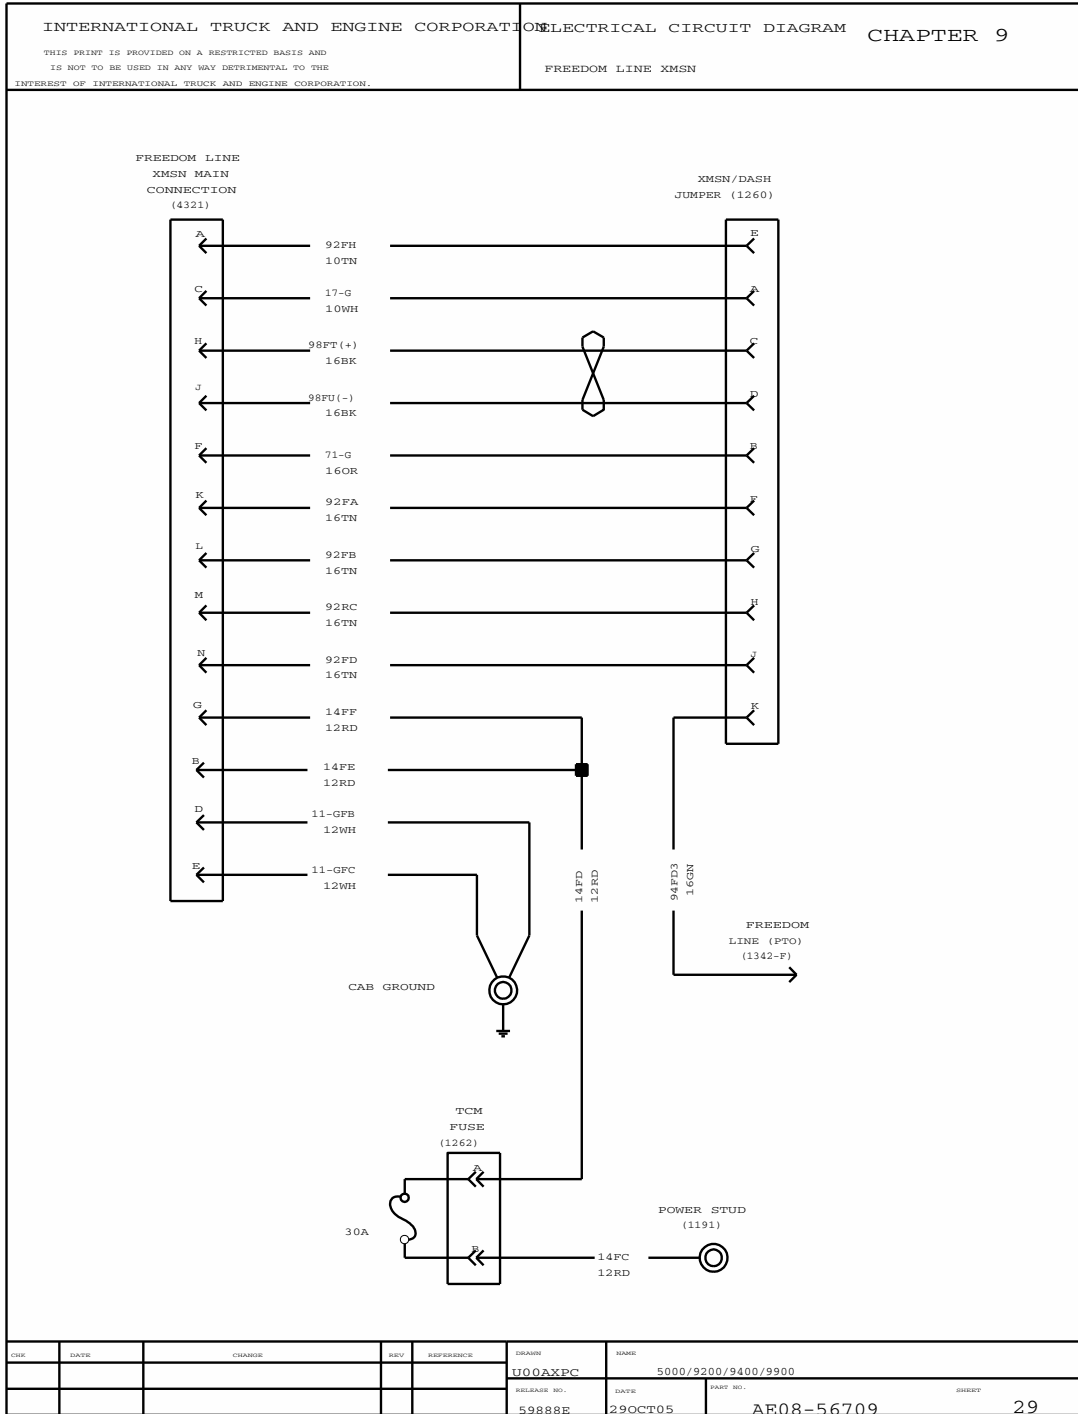 INTERNATIONAL TRUCK AND ENGINE CORPORATION
THIS PRINT IS PROVIDED ON A RESTRICTED BASIS AND
IS NOT TO BE USED IN ANY WAY DETRIMENTAL TO THE
INTEREST OF INTERNATIONAL TRUCK AND ENGINE CORPORATION.
ELECTRICAL CIRCUIT DIAGRAM
CHAPTER 9
FREEDOM LINE XMSN
FREEDOM LINE
XMSN MAIN
CONNECTION
(4321)
XMSN/DASH
JUMPER (1260)
A
92FH
10TN
E
C
17-G
10WH
A
H
98FT(+)
16BK
C
J
98FU(-)
16BK
D
F
71-G
16OR
B
K
92FA
16TN
F
L
92FB
16TN
G
M
92RC
16TN
H
N
92FD
16TN
J
G
14FF
12RD
K
B
14FE
12RD
D
11-GFB
12WH
E
11-GFC
12WH
14FD
12RD
94FD3
16GN
FREEDOM
LINE (PTO)
(1342-F)
CAB GROUND
TCM
FUSE
(1262)
A
30A
B
14FC
12RD
POWER STUD
(1191)
CHK
DATE
CHANGE
REV
REFERENCE
DRAWN
U00AXPC
NAME
5000/9200/9400/9900
RELEASE NO.
59888E
DATE
29OCT05
PART NO.
AE08-56709
SHEET
29